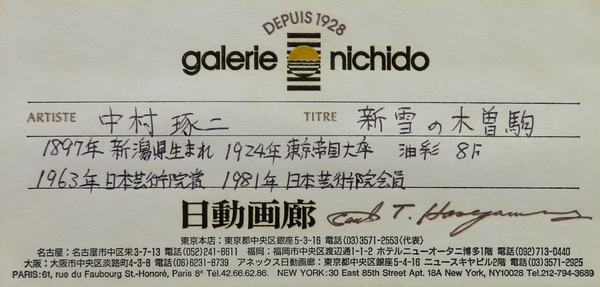 DEPUIS 1928
galerie nichido
ARTISTE 中村琢二 TITRE 新雪の木曽駒
1897年 新潟県生まれ 1924年 東京帝国大卒 油彩 8F
1963年 日本芸術院賞 1981年 日本芸術院会員
日動画廊
東京本店：東京都中央区銀座5-3-16 電話(03)3571-2553〈代表〉
名古屋：名古屋市中区栄3-7-13 電話(052)241-8611 福岡：福岡市中央区渡辺通1-1-2 ホテルニューオータニ博多1階 電話(092)713-0440
大阪：大阪市中央区淡路町4-3-8 電話(06)6231-8739 アネックス日動画廊：東京都中央区銀座5-4-16 ニュースキヤビル2階 電話(03)3571-2925
PARIS:61, rue du Faubourg St-Honoré, Paris 8e Tél.42.66.62.86. NEW YORK:30 East 85th Street Apt. 18A New York, NY10028 Tel.212-794-3689